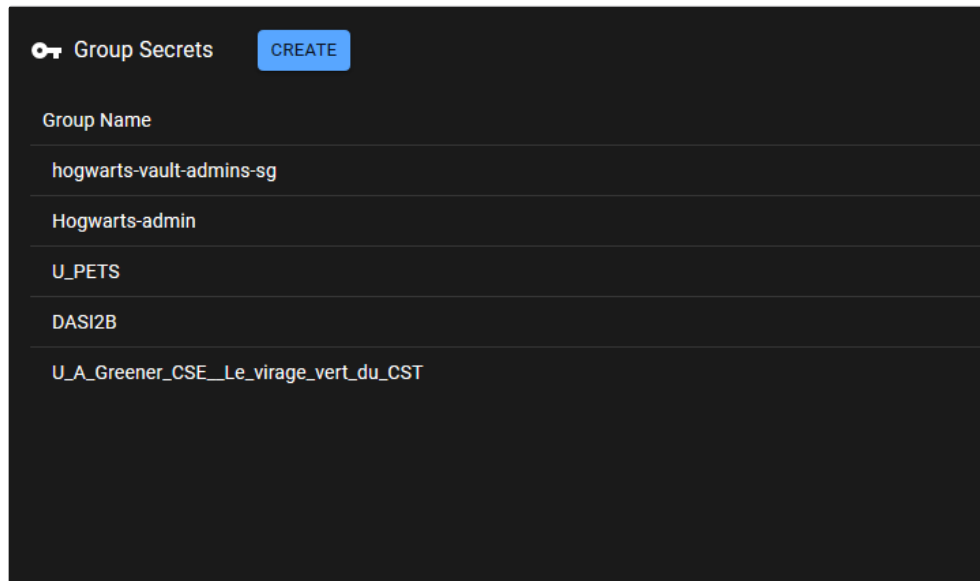 Group Secrets CREATE
Group Name
hogwarts-vault-admins-sg
Hogwarts-admin
U_PETS
DASI2B
U_A_Greener_CSE__Le_virage_vert_du_CST